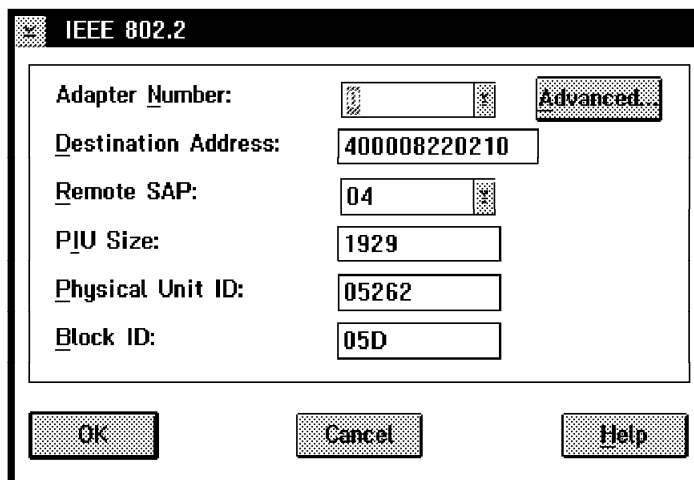 IEEE 802.2
Adapter Number: Advanced...
Destination Address: 400008220210
Remote SAP: 04
PIU Size: 1929
Physical Unit ID: 05262
Block ID: 05D
OK Cancel Help